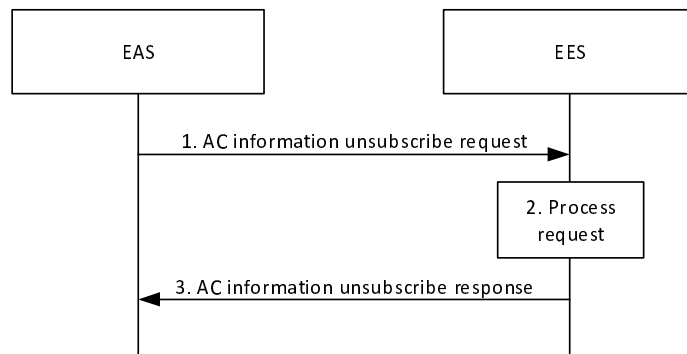 EAS
EES
1. AC information unsubscribe request
2. Process
request
3. AC information unsubscribe response